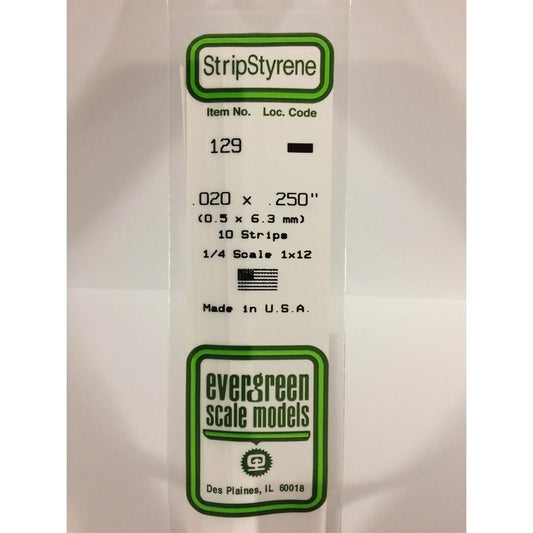 StripStyrene
Item No. Loc. Code
129
.020 x .250"
(0.5 x 6.3 mm)
10 Strips
1/4 Scale 1x12
Made in U.S.A.
evergreen
scale models
Des Plaines, IL 60018